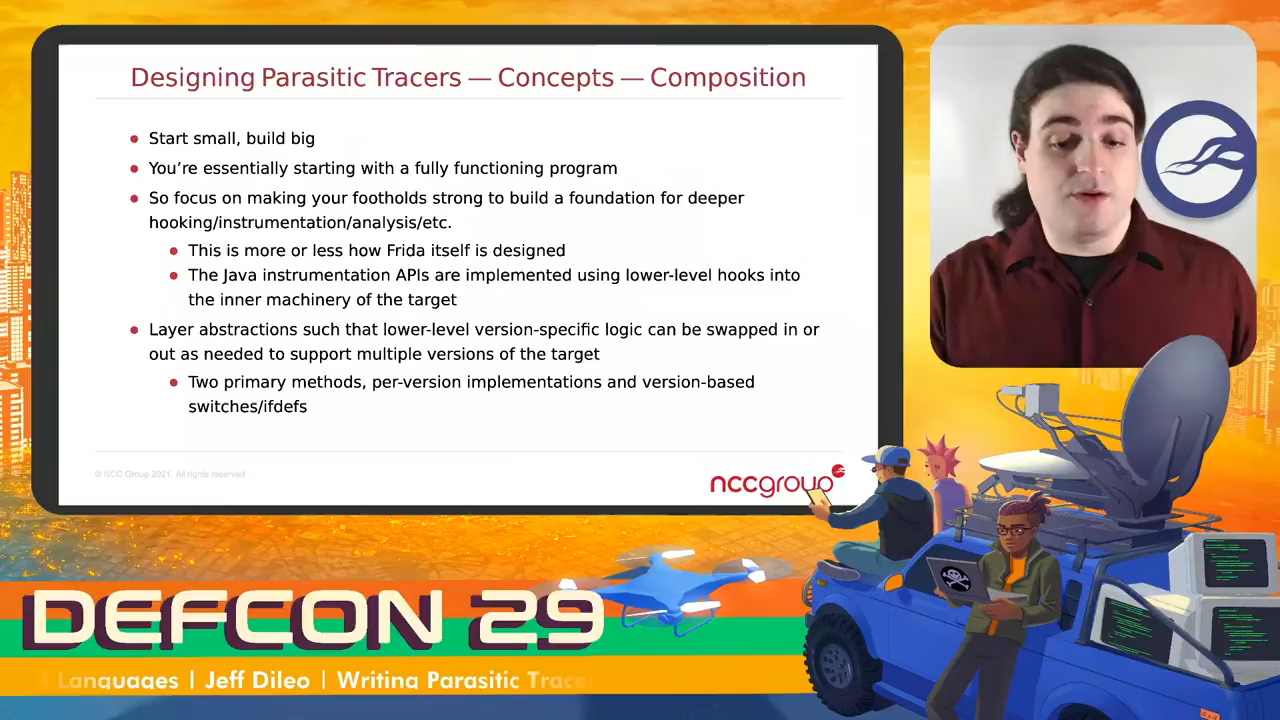 Designing Parasitic Tracers — Concepts — Composition
Start small, build big
You’re essentially starting with a fully functioning program
So focus on making your footholds strong to build a foundation for deeper
hooking/instrumentation/analysis/etc.
This is more or less how Frida itself is designed
The Java instrumentation APIs are implemented using lower-level hooks into
the inner machinery of the target
Layer abstractions such that lower-level version-specific logic can be swapped in or
out as needed to support multiple versions of the target
Two primary methods, per-version implementations and version-based
switches/ifdefs
© NCC Group 2021. All rights reserved
nccgroup
DEFCON 29
Languages | Jeff Dileo | Writing Parasitic Trace